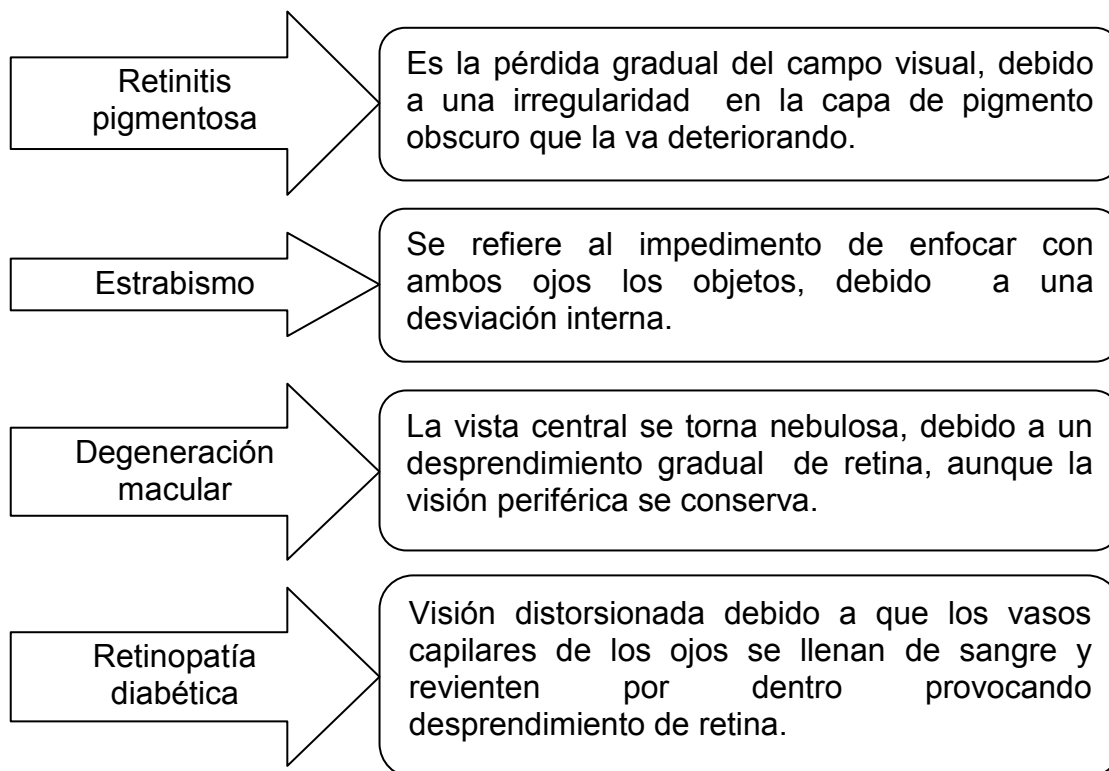 Retinitis
pigmentosa
Es la pérdida gradual del campo visual, debido
a una irregularidad en la capa de pigmento
obscuro que la va deteriorando.
Estrabismo
Se refiere al impedimento de enfocar con
ambos ojos los objetos, debido a una
desviación interna.
Degeneración
macular
La vista central se torna nebulosa, debido a un
desprendimiento gradual de retina, aunque la
visión periférica se conserva.
Retinopatía
diabética
Visión distorsionada debido a que los vasos
capilares de los ojos se llenan de sangre y
revienten por dentro provocando
desprendimiento de retina.